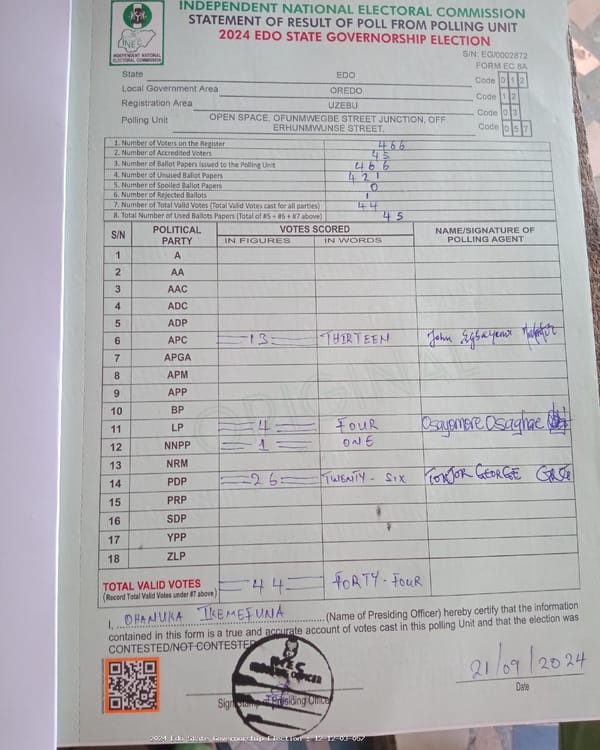 INDEPENDENT NATIONAL ELECTORAL COMMISSION
STATEMENT OF RESULT OF POLL FROM POLLING UNIT
2024 EDO STATE GOVERNORSHIP ELECTION
INEC
INDEPENDENT NATIONAL
ELECTORAL COMMISSION
S/N: EG/0002872
FORM EC 8A
State EDO Code 0 1 2
Local Government Area OREDO Code 1 2
Registration Area UZEBU Code 0 3
Polling Unit OPEN SPACE, OFUNMWEGBE STREET JUNCTION, OFF Code 0 5 7
ERHUNMWUNSE STREET.
1. Number of Voters on the Register 466
2. Number of Accredited Voters 45
3. Number of Ballot Papers Issued to the Polling Unit 466
4. Number of Unused Ballot Papers 421
5. Number of Spoiled Ballot Papers 0
6. Number of Rejected Ballots 1
7. Number of Total Valid Votes (Total Valid Votes cast for all parties) 44
8. Total Number of Used Ballots Papers (Total of #5 + #6 + #7 above) 45
S/N POLITICAL PARTY VOTES SCORED NAME/SIGNATURE OF POLLING AGENT
IN FIGURES IN WORDS
1 A
2 AA
3 AAC
4 ADC
5 ADP
6 APC 13 THIRTEEN John
7 APGA
8 APM
9 APP
10 BP
11 LP 4 FOUR Osayomore Osaghae
12 NNPP 1 ONE
13 NRM
14 PDP 26 TWENTY-SIX GEORGE
15 PRP
16 SDP
17 YPP
18 ZLP
ORIGINAL
TOTAL VALID VOTES 44 FORTY-FOUR
(Record Total Valid Votes under #7 above)
I, OHANUKA IKEMEFUNA (Name of Presiding Officer) hereby certify that the information
contained in this form is a true and accurate account of votes cast in this polling Unit and that the election was
CONTESTED/NOT CONTESTED
INEC
21/09/2024
Presiding Officer
Date
2024 Edo State Governorship Election : 12-12-03-057